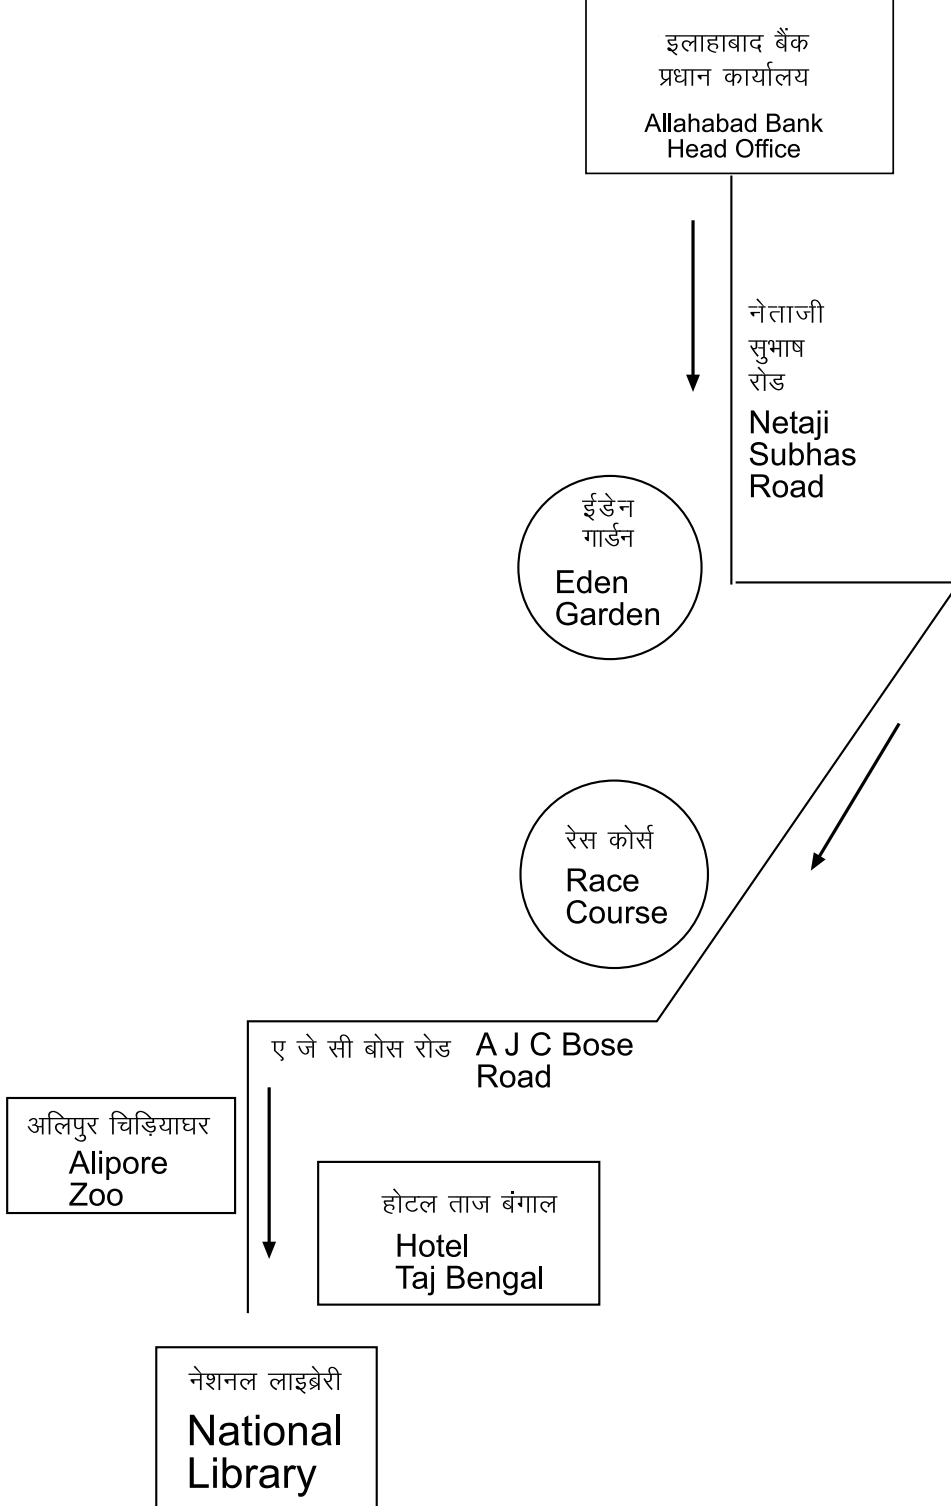 इलाहाबाद बैंक
प्रधान कार्यालय
Allahabad Bank
Head Office
नेताजी
सुभाष
रोड
Netaji
Subhas
Road
ईडेन
गार्डन
Eden
Garden
रेस कोर्स
Race
Course
ए जे सी बोस रोड
A J C Bose
Road
अलिपुर चिड़ियाघर
Alipore
Zoo
होटल ताज बंगाल
Hotel
Taj Bengal
नेशनल लाइब्रेरी
National
Library